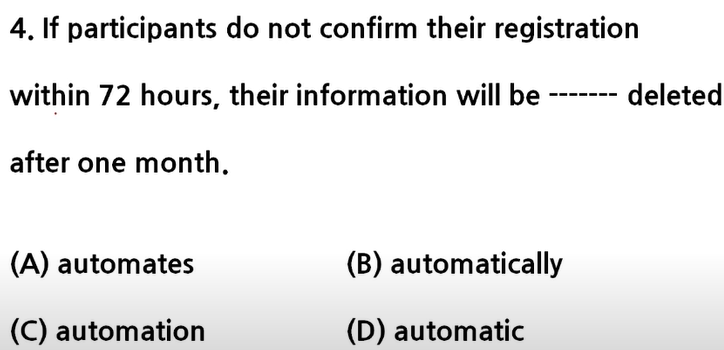 4. If participants do not confirm their registration
within 72 hours, their information will be ------- deleted
after one month.
(A) automates (B) automatically
(C) automation (D) automatic